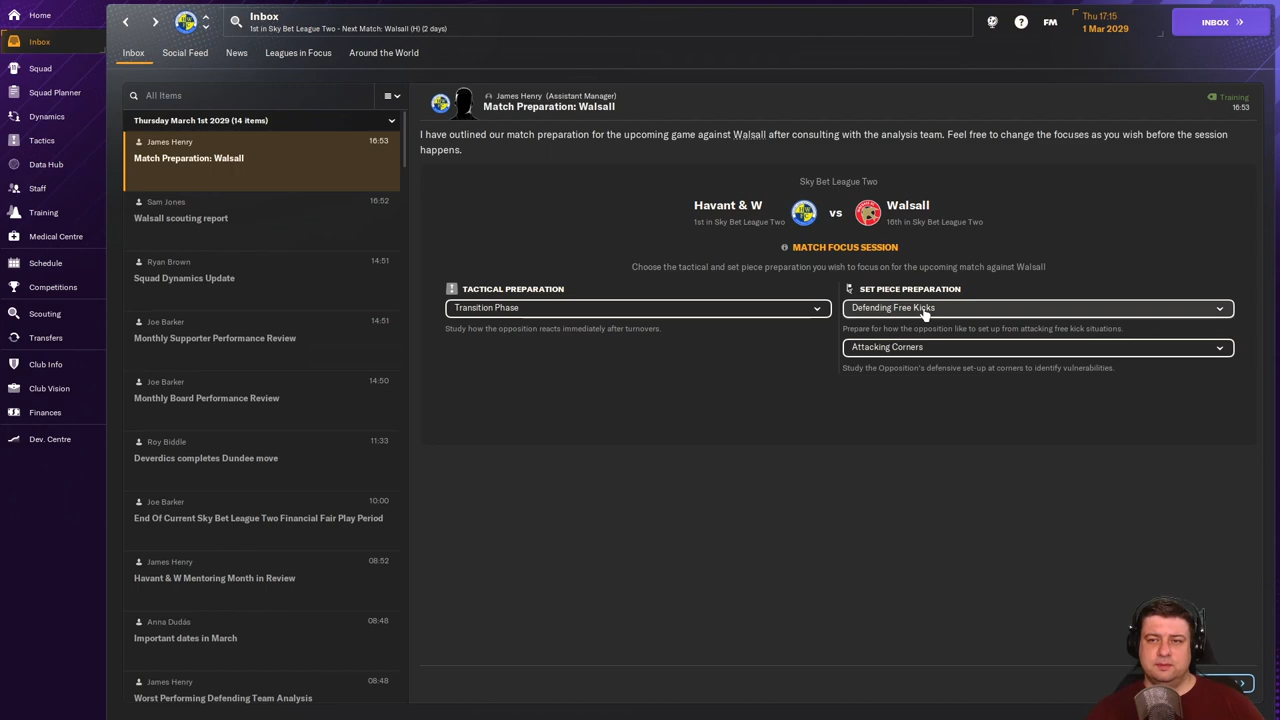 Home
Inbox
Squad
Squad Planner
Dynamics
Tactics
Data Hub
Staff
Training
Medical Centre
Schedule
Competitions
Scouting
Transfers
Club Info
Club Vision
Finances
Dev. Centre
Inbox
1st in Sky Bet League Two - Next Match: Walsall (H) (2 days)
FM
Thu 17:15
1 Mar 2029
INBOX
Inbox
Social Feed
News
Leagues in Focus
Around the World
All Items
Thursday March 1st 2029 (14 items)
James Henry
16:53
Match Preparation: Walsall
Sam Jones
16:52
Walsall scouting report
Ryan Brown
14:51
Squad Dynamics Update
Joe Barker
14:51
Monthly Supporter Performance Review
Joe Barker
14:50
Monthly Board Performance Review
Roy Biddle
11:33
Deverdics completes Dundee move
Joe Barker
10:00
End Of Current Sky Bet League Two Financial Fair Play Period
James Henry
08:52
Havant & W Mentoring Month in Review
Anna Dudás
08:48
Important dates in March
James Henry
08:48
Worst Performing Defending Team Analysis
James Henry (Assistant Manager)
Match Preparation: Walsall
Training
16:53
I have outlined our match preparation for the upcoming game against Walsall after consulting with the analysis team. Feel free to change the focuses as you wish before the session
happens.
Sky Bet League Two
Havant & W
1st in Sky Bet League Two
vs
Walsall
16th in Sky Bet League Two
MATCH FOCUS SESSION
Choose the tactical and set piece preparation you wish to focus on for the upcoming match against Walsall
TACTICAL PREPARATION
Transition Phase
Study how the opposition reacts immediately after turnovers.
SET PIECE PREPARATION
Defending Free Kicks
Prepare for how the opposition like to set up from attacking free kick situations.
Attacking Corners
Study the Opposition's defensive set-up at corners to identify vulnerabilities.